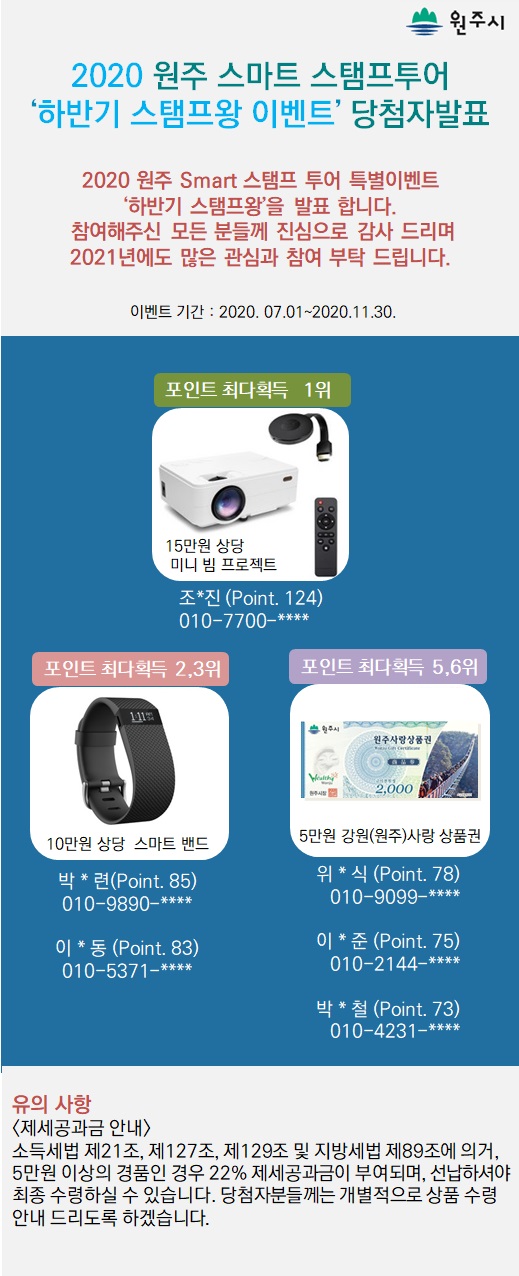 원주시
2020 원주 스마트 스탬프투어
‘하반기 스탬프왕 이벤트’ 당첨자발표
2020 원주 Smart 스탬프 투어 특별이벤트
‘하반기 스탬프왕’을 발표 합니다.
참여해주신 모든 분들께 진심으로 감사 드리며
2021년에도 많은 관심과 참여 부탁 드립니다.
이벤트 기간 : 2020. 07.01~2020.11.30.
포인트 최다획득 1위
15만원 상당
미니 빔 프로젝트
조*진 (Point. 124)
010-7700-****
포인트 최다획득 2,3위
1:11
10만원 상당 스마트 밴드
박 * 련(Point. 85)
010-9890-****
이 * 동 (Point. 83)
010-5371-****
포인트 최다획득 5,6위
원주시
원주사랑상품권
Wonju Gift Certificate
Healthy
2,000
원주시장
5만원 강원(원주)사랑 상품권
위 * 식 (Point. 78)
010-9099-****
이 * 준 (Point. 75)
010-2144-****
박 * 철 (Point. 73)
010-4231-****
유의 사항
<제세공과금 안내>
소득세법 제21조, 제127조, 제129조 및 지방세법 제89조에 의거,
5만원 이상의 경품인 경우 22% 제세공과금이 부여되며, 선납하셔야
최종 수령하실 수 있습니다. 당첨자분들께는 개별적으로 상품 수령
안내 드리도록 하겠습니다.